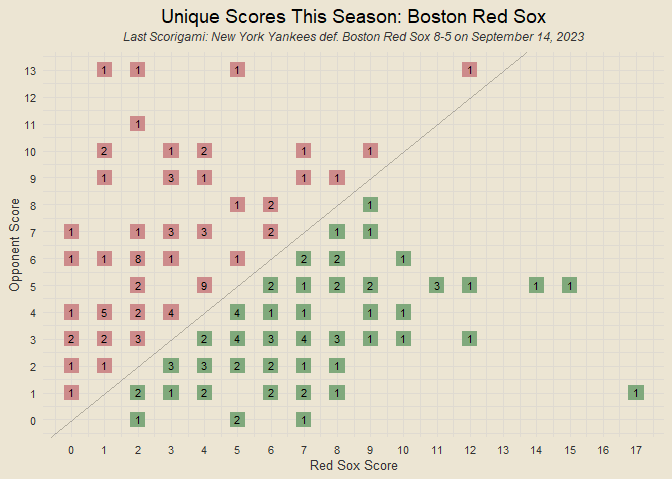 Unique Scores This Season: Boston Red Sox
Last Scorigami: New York Yankees def. Boston Red Sox 8-5 on September 14, 2023
13 1 1 1 1
12
11 1
10 2 1 2 1 1
9 1 3 1 1
8 1 2 1
7 1 1 3 3 2 1 1
6 1 1 8 1 1 2 2 1
5 2 9 2 1 2 2 3 1 1 1
4 1 5 2 4 4 1 1 1 1
3 2 2 3 2 4 3 4 3 1 1 1
2 1 1 3 3 2 2 1 1
1 1 2 1 2 2 2 1 1
0 1 2 1
0 1 2 3 4 5 6 7 8 9 10 11 12 13 14 15 16 17
Opponent Score
Red Sox Score